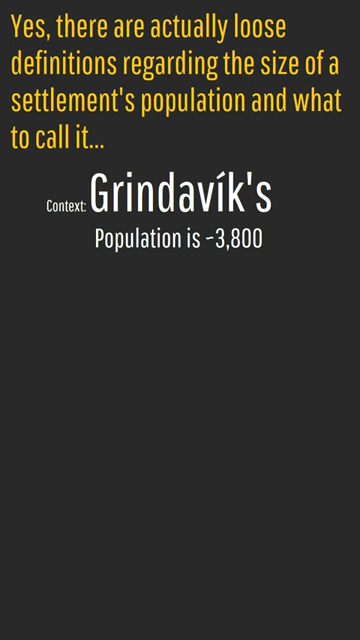 Yes, there are actually loose
definitions regarding the size of a
settlement's population and what
to call it...
Context: Grindavík's
Population is ~3,800